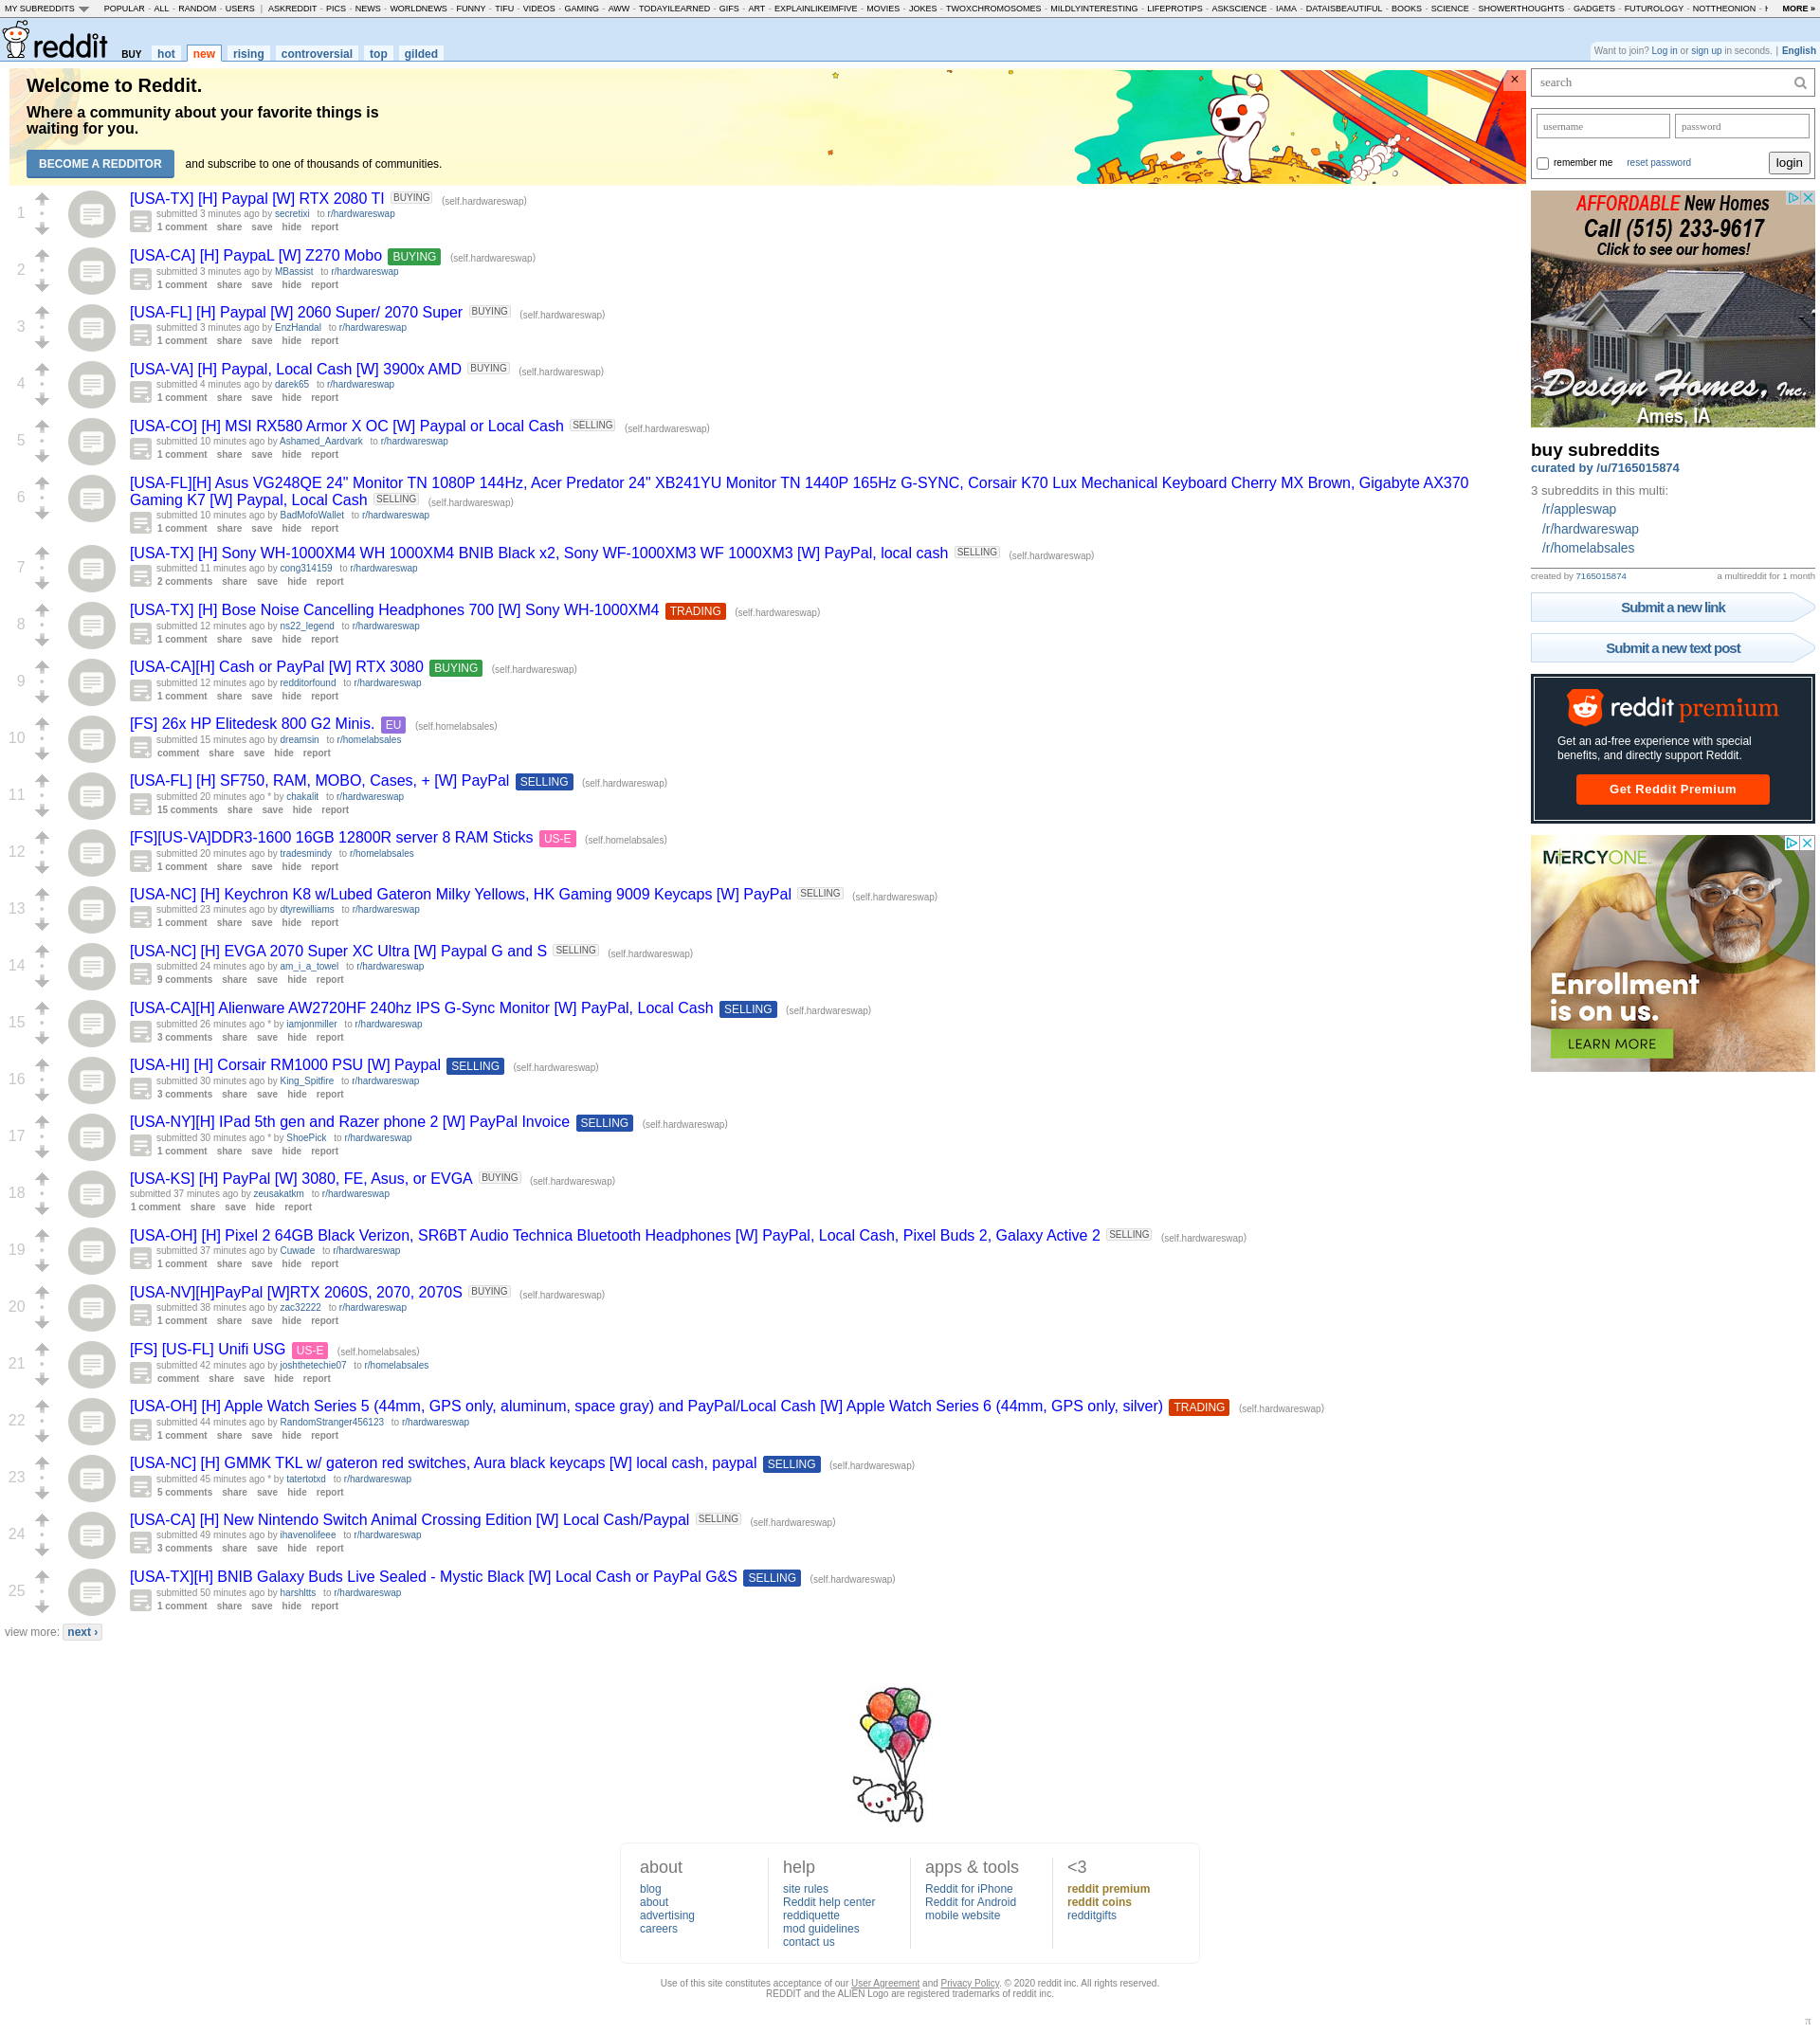 MY SUBREDDITS POPULAR - ALL - RANDOM - USERS | ASKREDDIT - PICS - NEWS - WORLDNEWS - FUNNY - TIFU - VIDEOS - GAMING - AWW - TODAYILEARNED - GIFS - ART - EXPLAINLIKEIMFIVE - MOVIES - JOKES - TWOXCHROMOSOMES - MILDLYINTERESTING - LIFEPROTIPS - ASKSCIENCE - IAMA - DATAISBEAUTIFUL - BOOKS - SCIENCE - SHOWERTHOUGHTS - GADGETS - FUTUROLOGY - NOTTHEONION - MORE »
reddit BUY hot new rising controversial top gilded
Want to join? Log in or sign up in seconds. | English
Welcome to Reddit.
Where a community about your favorite things is
waiting for you.
BECOME A REDDITOR and subscribe to one of thousands of communities.
×
1
[USA-TX] [H] Paypal [W] RTX 2080 TI BUYING (self.hardwareswap)
submitted 3 minutes ago by secretixi to r/hardwareswap
1 comment share save hide report
2
[USA-CA] [H] PaypaL [W] Z270 Mobo BUYING (self.hardwareswap)
submitted 3 minutes ago by MBassist to r/hardwareswap
1 comment share save hide report
3
[USA-FL] [H] Paypal [W] 2060 Super/ 2070 Super BUYING (self.hardwareswap)
submitted 3 minutes ago by EnzHandal to r/hardwareswap
1 comment share save hide report
4
[USA-VA] [H] Paypal, Local Cash [W] 3900x AMD BUYING (self.hardwareswap)
submitted 4 minutes ago by darek65 to r/hardwareswap
1 comment share save hide report
5
[USA-CO] [H] MSI RX580 Armor X OC [W] Paypal or Local Cash SELLING (self.hardwareswap)
submitted 10 minutes ago by Ashamed_Aardvark to r/hardwareswap
1 comment share save hide report
6
[USA-FL][H] Asus VG248QE 24" Monitor TN 1080P 144Hz, Acer Predator 24" XB241YU Monitor TN 1440P 165Hz G-SYNC, Corsair K70 Lux Mechanical Keyboard Cherry MX Brown, Gigabyte AX370
Gaming K7 [W] Paypal, Local Cash SELLING (self.hardwareswap)
submitted 10 minutes ago by BadMofoWallet to r/hardwareswap
1 comment share save hide report
7
[USA-TX] [H] Sony WH-1000XM4 WH 1000XM4 BNIB Black x2, Sony WF-1000XM3 WF 1000XM3 [W] PayPal, local cash SELLING (self.hardwareswap)
submitted 11 minutes ago by cong314159 to r/hardwareswap
2 comments share save hide report
8
[USA-TX] [H] Bose Noise Cancelling Headphones 700 [W] Sony WH-1000XM4 TRADING (self.hardwareswap)
submitted 12 minutes ago by ns22_legend to r/hardwareswap
1 comment share save hide report
9
[USA-CA][H] Cash or PayPal [W] RTX 3080 BUYING (self.hardwareswap)
submitted 12 minutes ago by redditorfound to r/hardwareswap
1 comment share save hide report
10
[FS] 26x HP Elitedesk 800 G2 Minis. EU (self.homelabsales)
submitted 15 minutes ago by dreamsin to r/homelabsales
comment share save hide report
11
[USA-FL] [H] SF750, RAM, MOBO, Cases, + [W] PayPal SELLING (self.hardwareswap)
submitted 20 minutes ago * by chakalit to r/hardwareswap
15 comments share save hide report
12
[FS][US-VA]DDR3-1600 16GB 12800R server 8 RAM Sticks US-E (self.homelabsales)
submitted 20 minutes ago by tradesmindy to r/homelabsales
1 comment share save hide report
13
[USA-NC] [H] Keychron K8 w/Lubed Gateron Milky Yellows, HK Gaming 9009 Keycaps [W] PayPal SELLING (self.hardwareswap)
submitted 23 minutes ago by dtyrewilliams to r/hardwareswap
1 comment share save hide report
14
[USA-NC] [H] EVGA 2070 Super XC Ultra [W] Paypal G and S SELLING (self.hardwareswap)
submitted 24 minutes ago by am_i_a_towel to r/hardwareswap
9 comments share save hide report
15
[USA-CA][H] Alienware AW2720HF 240hz IPS G-Sync Monitor [W] PayPal, Local Cash SELLING (self.hardwareswap)
submitted 26 minutes ago * by iamjonmiller to r/hardwareswap
3 comments share save hide report
16
[USA-HI] [H] Corsair RM1000 PSU [W] Paypal SELLING (self.hardwareswap)
submitted 30 minutes ago by King_Spitfire to r/hardwareswap
3 comments share save hide report
17
[USA-NY][H] IPad 5th gen and Razer phone 2 [W] PayPal Invoice SELLING (self.hardwareswap)
submitted 30 minutes ago * by ShoePick to r/hardwareswap
1 comment share save hide report
18
[USA-KS] [H] PayPal [W] 3080, FE, Asus, or EVGA BUYING (self.hardwareswap)
submitted 37 minutes ago by zeusakatkm to r/hardwareswap
1 comment share save hide report
19
[USA-OH] [H] Pixel 2 64GB Black Verizon, SR6BT Audio Technica Bluetooth Headphones [W] PayPal, Local Cash, Pixel Buds 2, Galaxy Active 2 SELLING (self.hardwareswap)
submitted 37 minutes ago by Cuwade to r/hardwareswap
1 comment share save hide report
20
[USA-NV][H]PayPal [W]RTX 2060S, 2070, 2070S BUYING (self.hardwareswap)
submitted 38 minutes ago by zac32222 to r/hardwareswap
1 comment share save hide report
21
[FS] [US-FL] Unifi USG US-E (self.homelabsales)
submitted 42 minutes ago by joshthetechie07 to r/homelabsales
comment share save hide report
22
[USA-OH] [H] Apple Watch Series 5 (44mm, GPS only, aluminum, space gray) and PayPal/Local Cash [W] Apple Watch Series 6 (44mm, GPS only, silver) TRADING (self.hardwareswap)
submitted 44 minutes ago by RandomStranger456123 to r/hardwareswap
1 comment share save hide report
23
[USA-NC] [H] GMMK TKL w/ gateron red switches, Aura black keycaps [W] local cash, paypal SELLING (self.hardwareswap)
submitted 45 minutes ago * by tatertotxd to r/hardwareswap
5 comments share save hide report
24
[USA-CA] [H] New Nintendo Switch Animal Crossing Edition [W] Local Cash/Paypal SELLING (self.hardwareswap)
submitted 49 minutes ago by ihavenolifeee to r/hardwareswap
3 comments share save hide report
25
[USA-TX][H] BNIB Galaxy Buds Live Sealed - Mystic Black [W] Local Cash or PayPal G&S SELLING (self.hardwareswap)
submitted 50 minutes ago by harshltts to r/hardwareswap
1 comment share save hide report
view more: next ›
search
username password
remember me reset password login
AFFORDABLE New Homes
Call (515) 233-9617
Click to see our homes!
Design Homes, Inc.
Ames, IA
buy subreddits
curated by /u/7165015874
3 subreddits in this multi:
/r/appleswap
/r/hardwareswap
/r/homelabsales
created by 7165015874 a multireddit for 1 month
Submit a new link
Submit a new text post
reddit premium
Get an ad-free experience with special
benefits, and directly support Reddit.
Get Reddit Premium
MERCYONE
Enrollment
is on us.
LEARN MORE
about
blog
about
advertising
careers
help
site rules
Reddit help center
reddiquette
mod guidelines
contact us
apps & tools
Reddit for iPhone
Reddit for Android
mobile website
<3
reddit premium
reddit coins
redditgifts
Use of this site constitutes acceptance of our User Agreement and Privacy Policy. © 2020 reddit inc. All rights reserved.
REDDIT and the ALIEN Logo are registered trademarks of reddit inc.
π